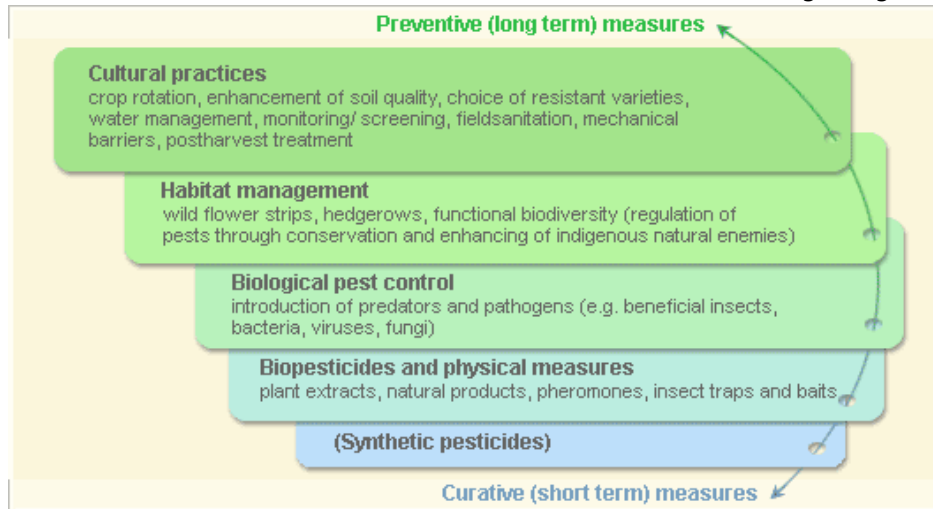 Preventive (long term) measures
Cultural practices
crop rotation, enhancement of soil quality, choice of resistant varieties,
water management, monitoring/ screening, fieldsanitation, mechanical
barriers, postharvest treatment
Habitat management
wild flower strips, hedgerows, functional biodiversity (regulation of
pests through conservation and enhancing of indigenous natural enemies)
Biological pest control
introduction of predators and pathogens (e.g. beneficial insects,
bacteria, viruses, fungi)
Biopesticides and physical measures
plant extracts, natural products, pheromones, insect traps and baits
(Synthetic pesticides)
Curative (short term) measures